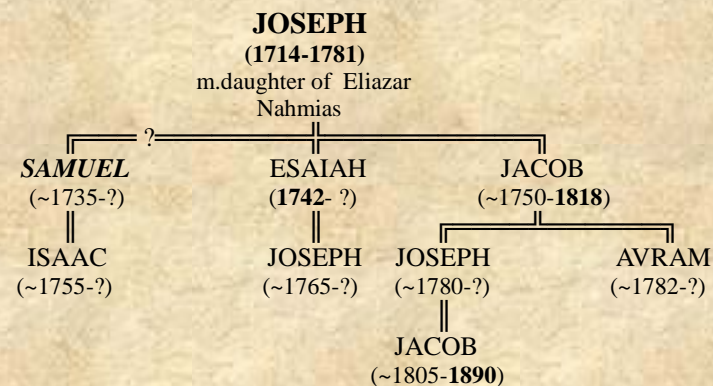 JOSEPH
(1714-1781)
m.daughter of Eliazar
Nahmias
?
SAMUEL ESAIAH JACOB
(~1735-?) (1742- ?) (~1750-1818)
ISAAC JOSEPH JOSEPH AVRAM
(~1755-?) (~1765-?) (~1780-?) (~1782-?)
JACOB
(~1805-1890)